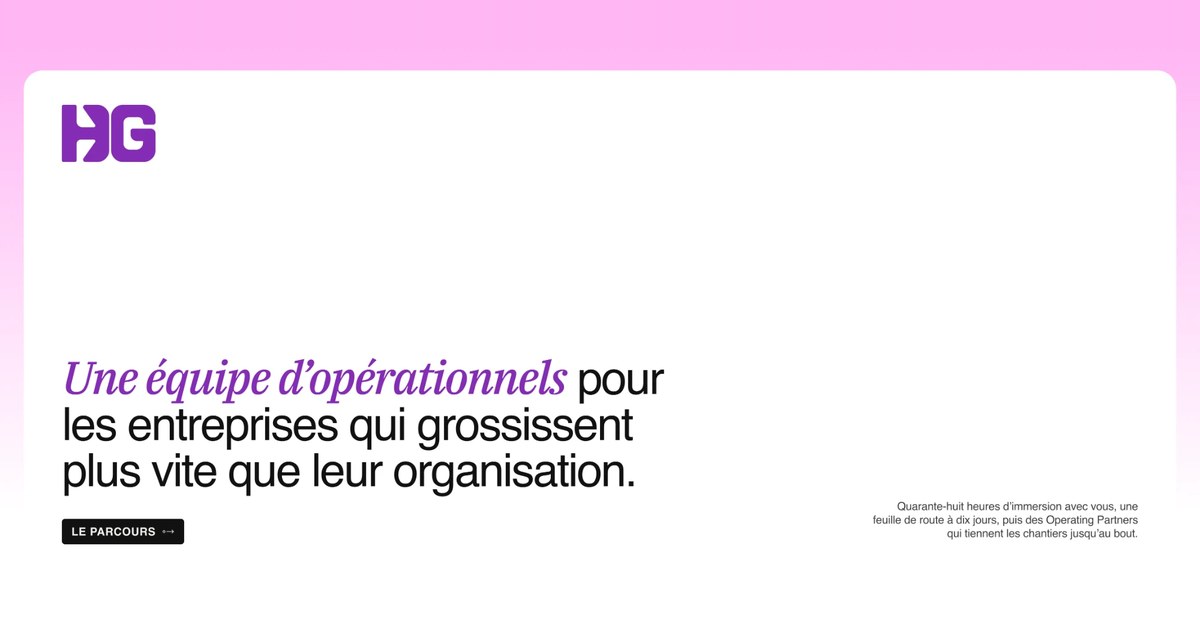 HG
Une équipe d’opérationnels pour
les entreprises qui grossissent
plus vite que leur organisation.
LE PARCOURS
Quarante-huit heures d’immersion avec vous, une
feuille de route à dix jours, puis des Operating Partners
qui tiennent les chantiers jusqu’au bout.